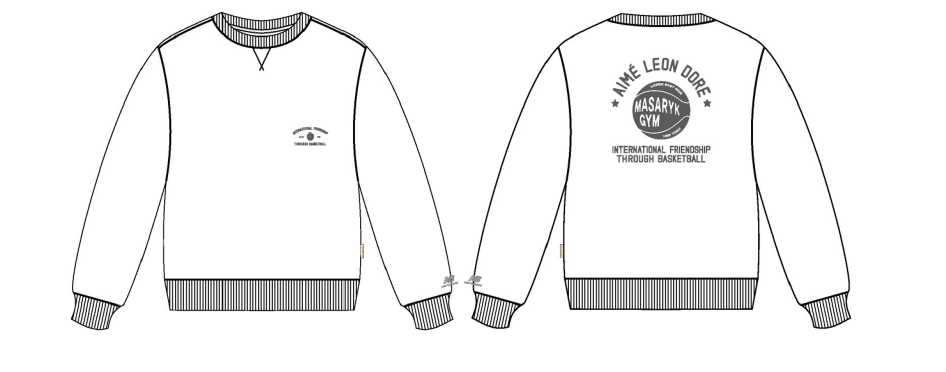 INTERNATIONAL FRIENDSHIP
THROUGH BASKETBALL
AIMÉ LEON DORE
MASARYK
GYM
INTERNATIONAL FRIENDSHIP
THROUGH BASKETBALL